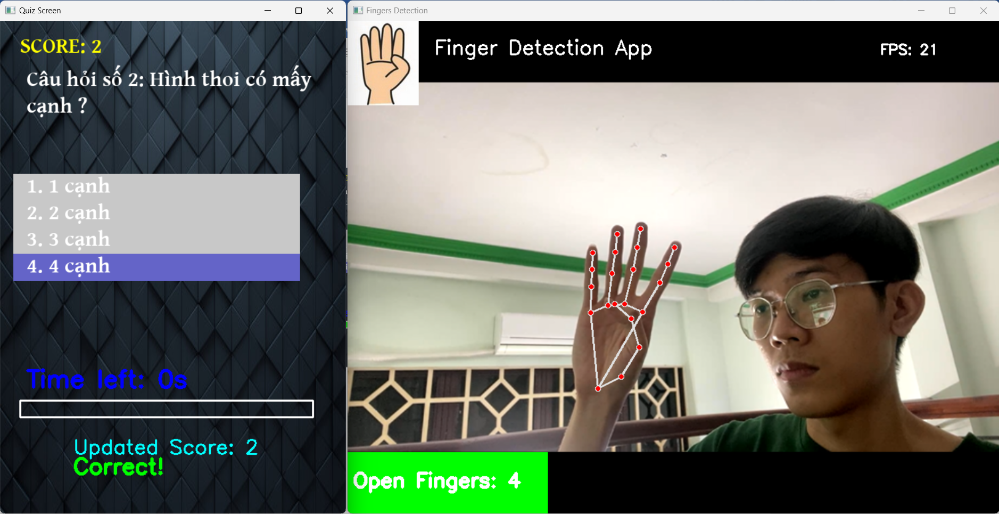 Quiz Screen
SCORE: 2
Câu hỏi số 2: Hình thoi có mấy
cạnh ?
1. 1 cạnh
2. 2 cạnh
3. 3 cạnh
4. 4 cạnh
Time left: 0s
Updated Score: 2
Correct!
Fingers Detection
Finger Detection App
FPS: 21
Open Fingers: 4